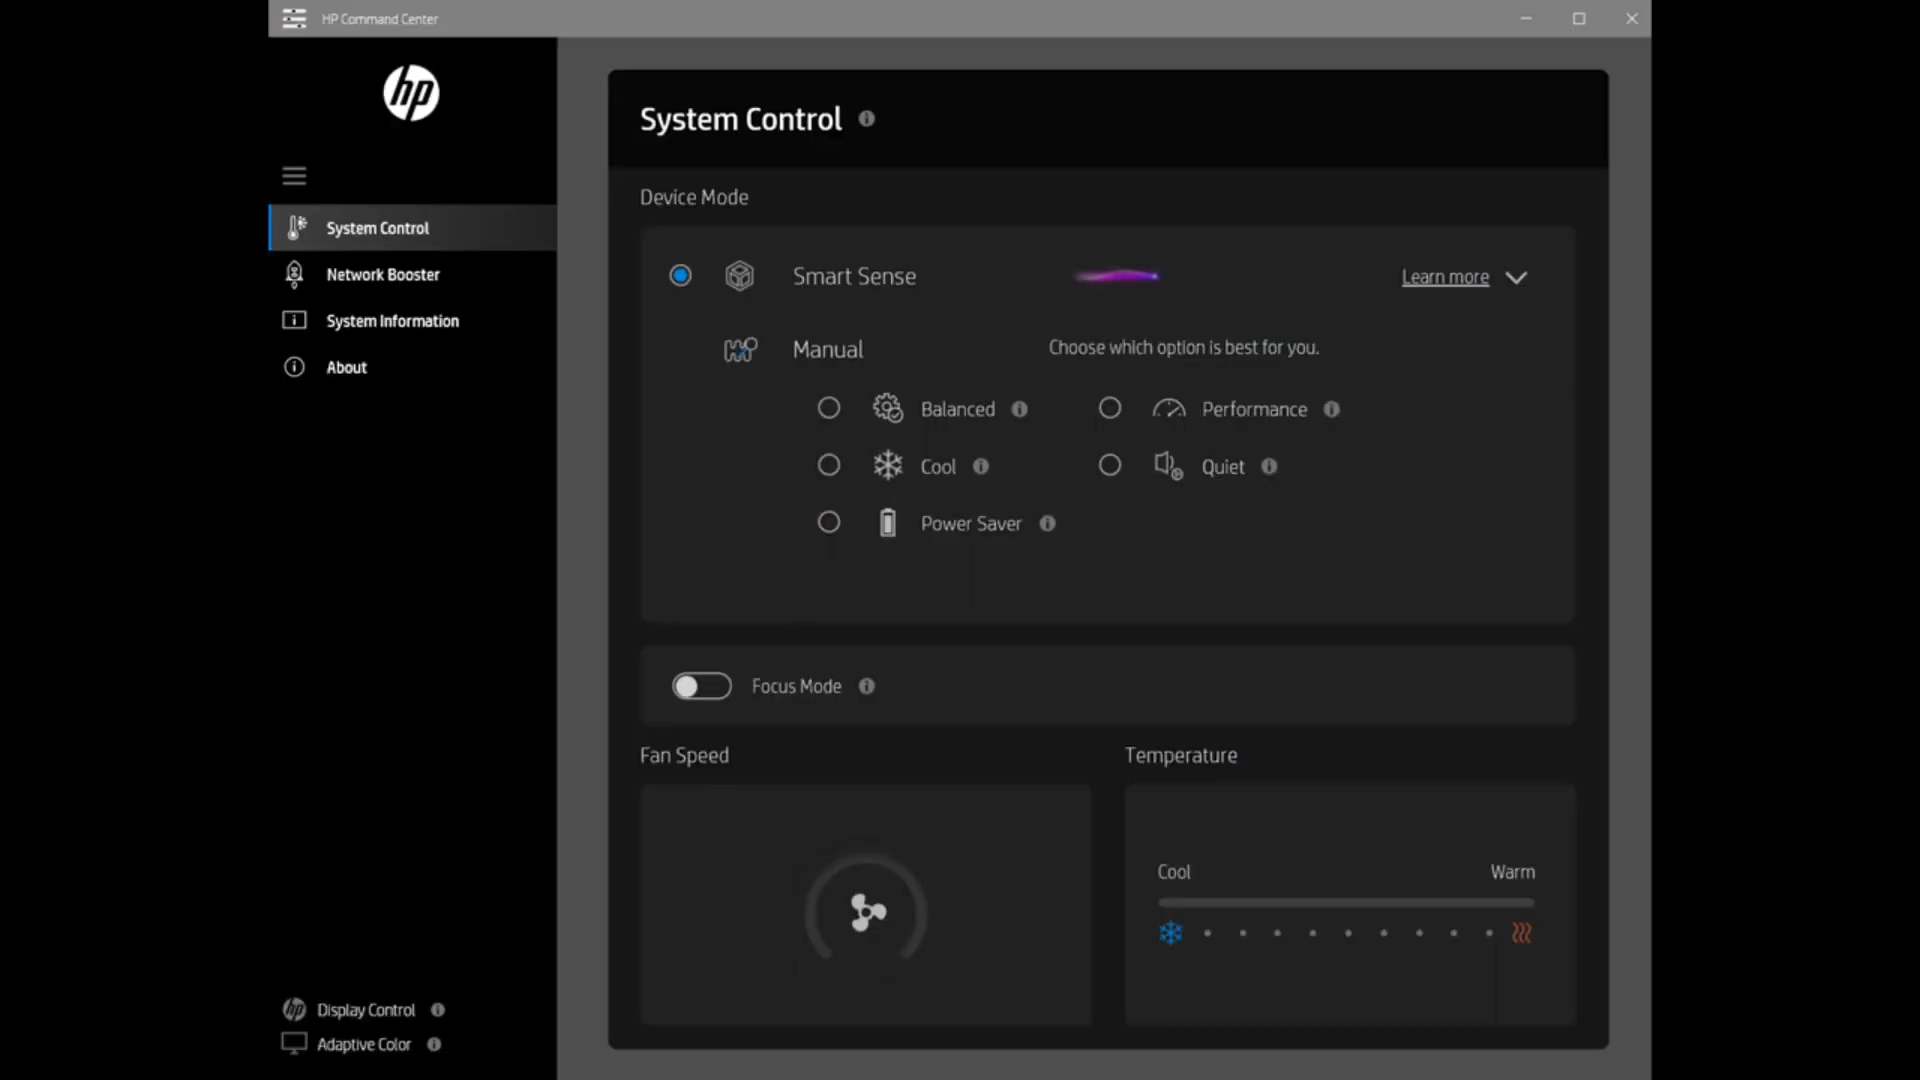 HP Command Center
hp
System Control
Network Booster
System Information
About
Display Control
Adaptive Color
System Control
Device Mode
Smart Sense
Learn more
Manual
Choose which option is best for you.
Balanced
Performance
Cool
Quiet
Power Saver
Focus Mode
Fan Speed
Temperature
Cool
Warm